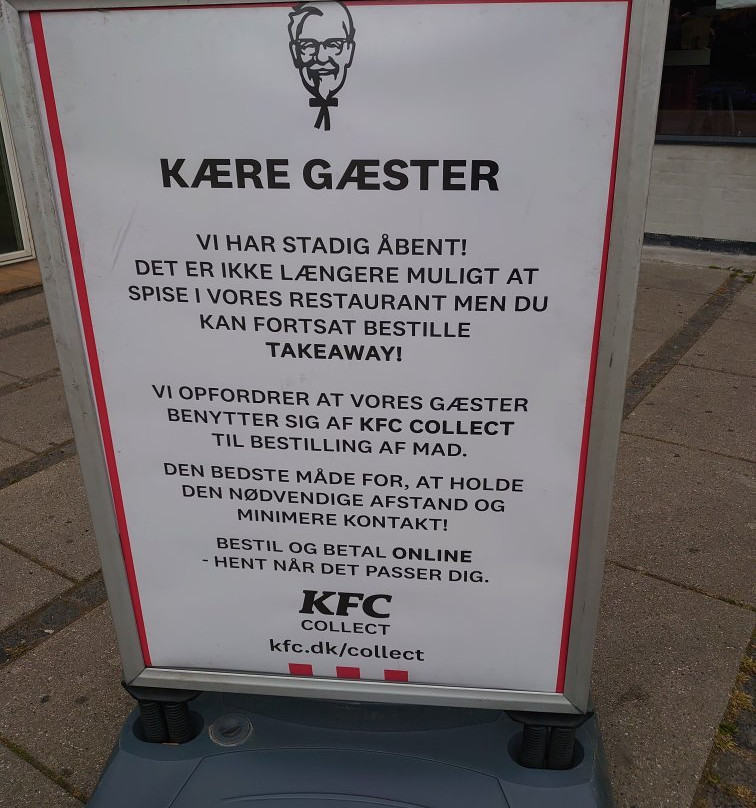 KÆRE GÆSTER
VI HAR STADIG ÅBENT!
DET ER IKKE LÆNGERE MULIGT AT
SPISE I VORES RESTAURANT MEN DU
KAN FORTSAT BESTILLE
TAKEAWAY!
VI OPFORDRER AT VORES GÆSTER
BENYTTER SIG AF KFC COLLECT
TIL BESTILLING AF MAD.
DEN BEDSTE MÅDE FOR, AT HOLDE
DEN NØDVENDIGE AFSTAND OG
MINIMERE KONTAKT!
BESTIL OG BETAL ONLINE
- HENT NÅR DET PASSER DIG.
KFC
COLLECT
kfc.dk/collect